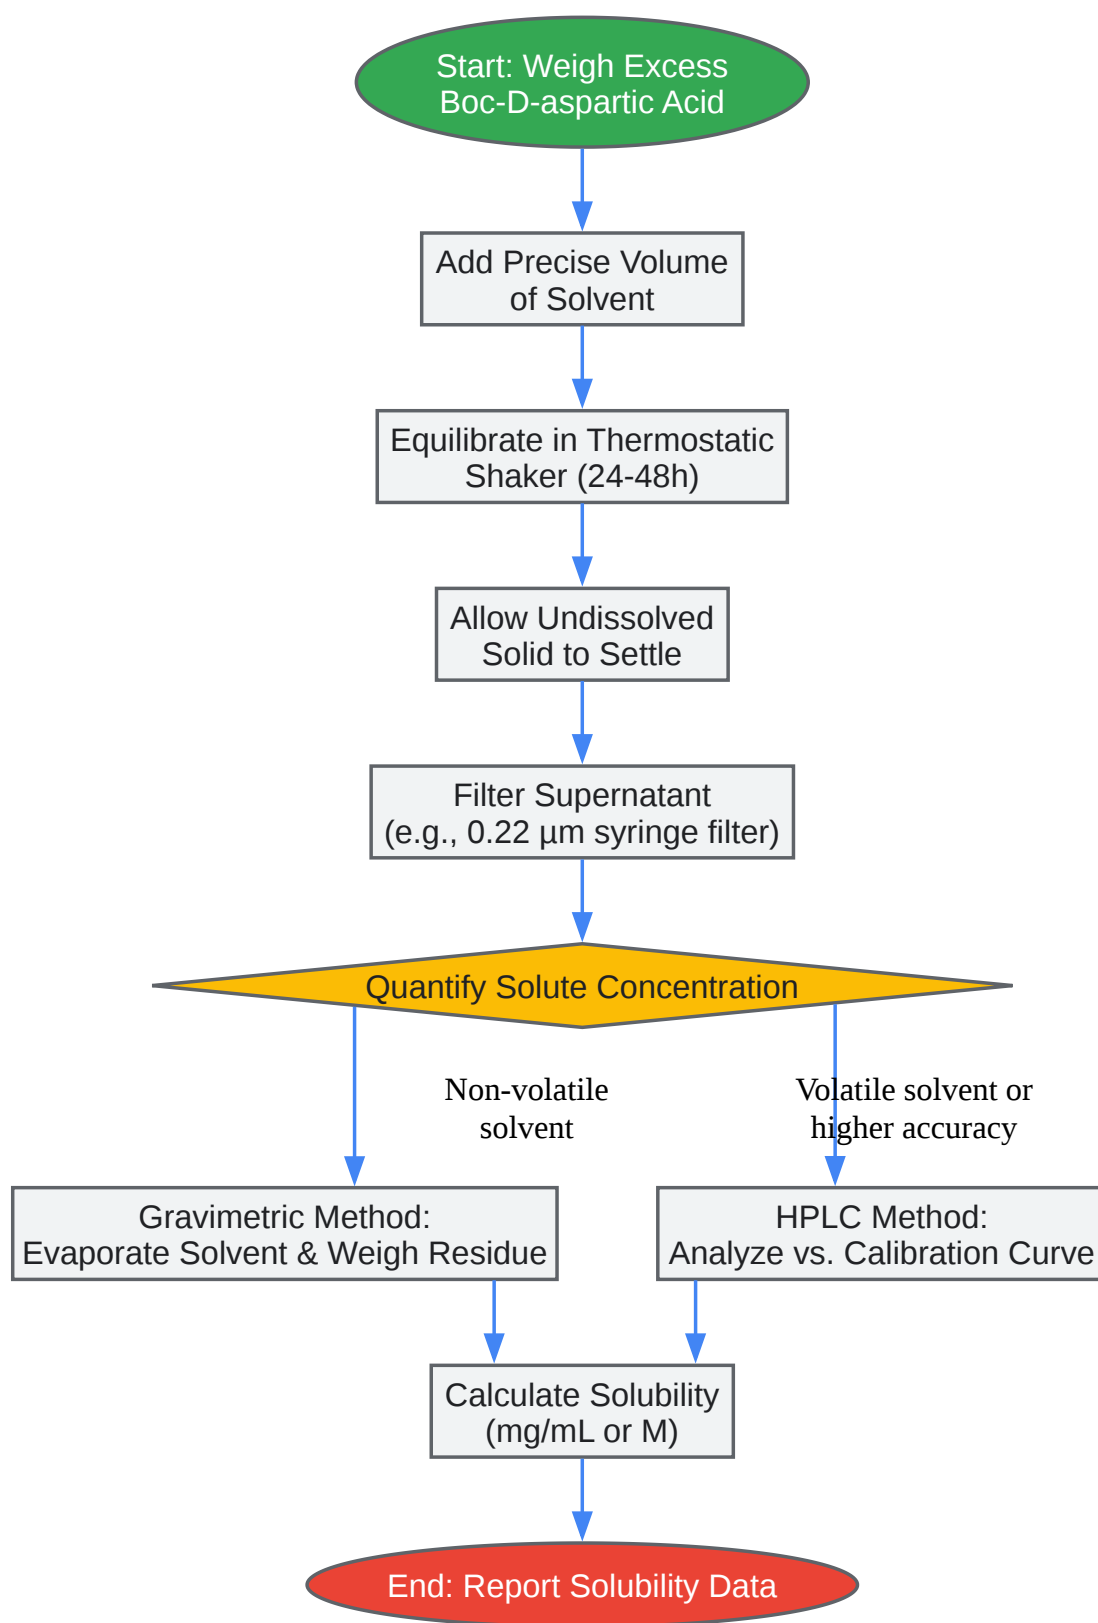 Start: Weigh Excess
Boc-D-aspartic Acid
Add Precise Volume
of Solvent
Equilibrate in Thermostatic
Shaker (24-48h)
Allow Undissolved
Solid to Settle
Filter Supernatant
(e.g., 0.22 µm syringe filter)
Quantify Solute Concentration
Non-volatile
solvent
Volatile solvent or
higher accuracy
Gravimetric Method:
Evaporate Solvent & Weigh Residue
HPLC Method:
Analyze vs. Calibration Curve
Calculate Solubility
(mg/mL or M)
End: Report Solubility Data